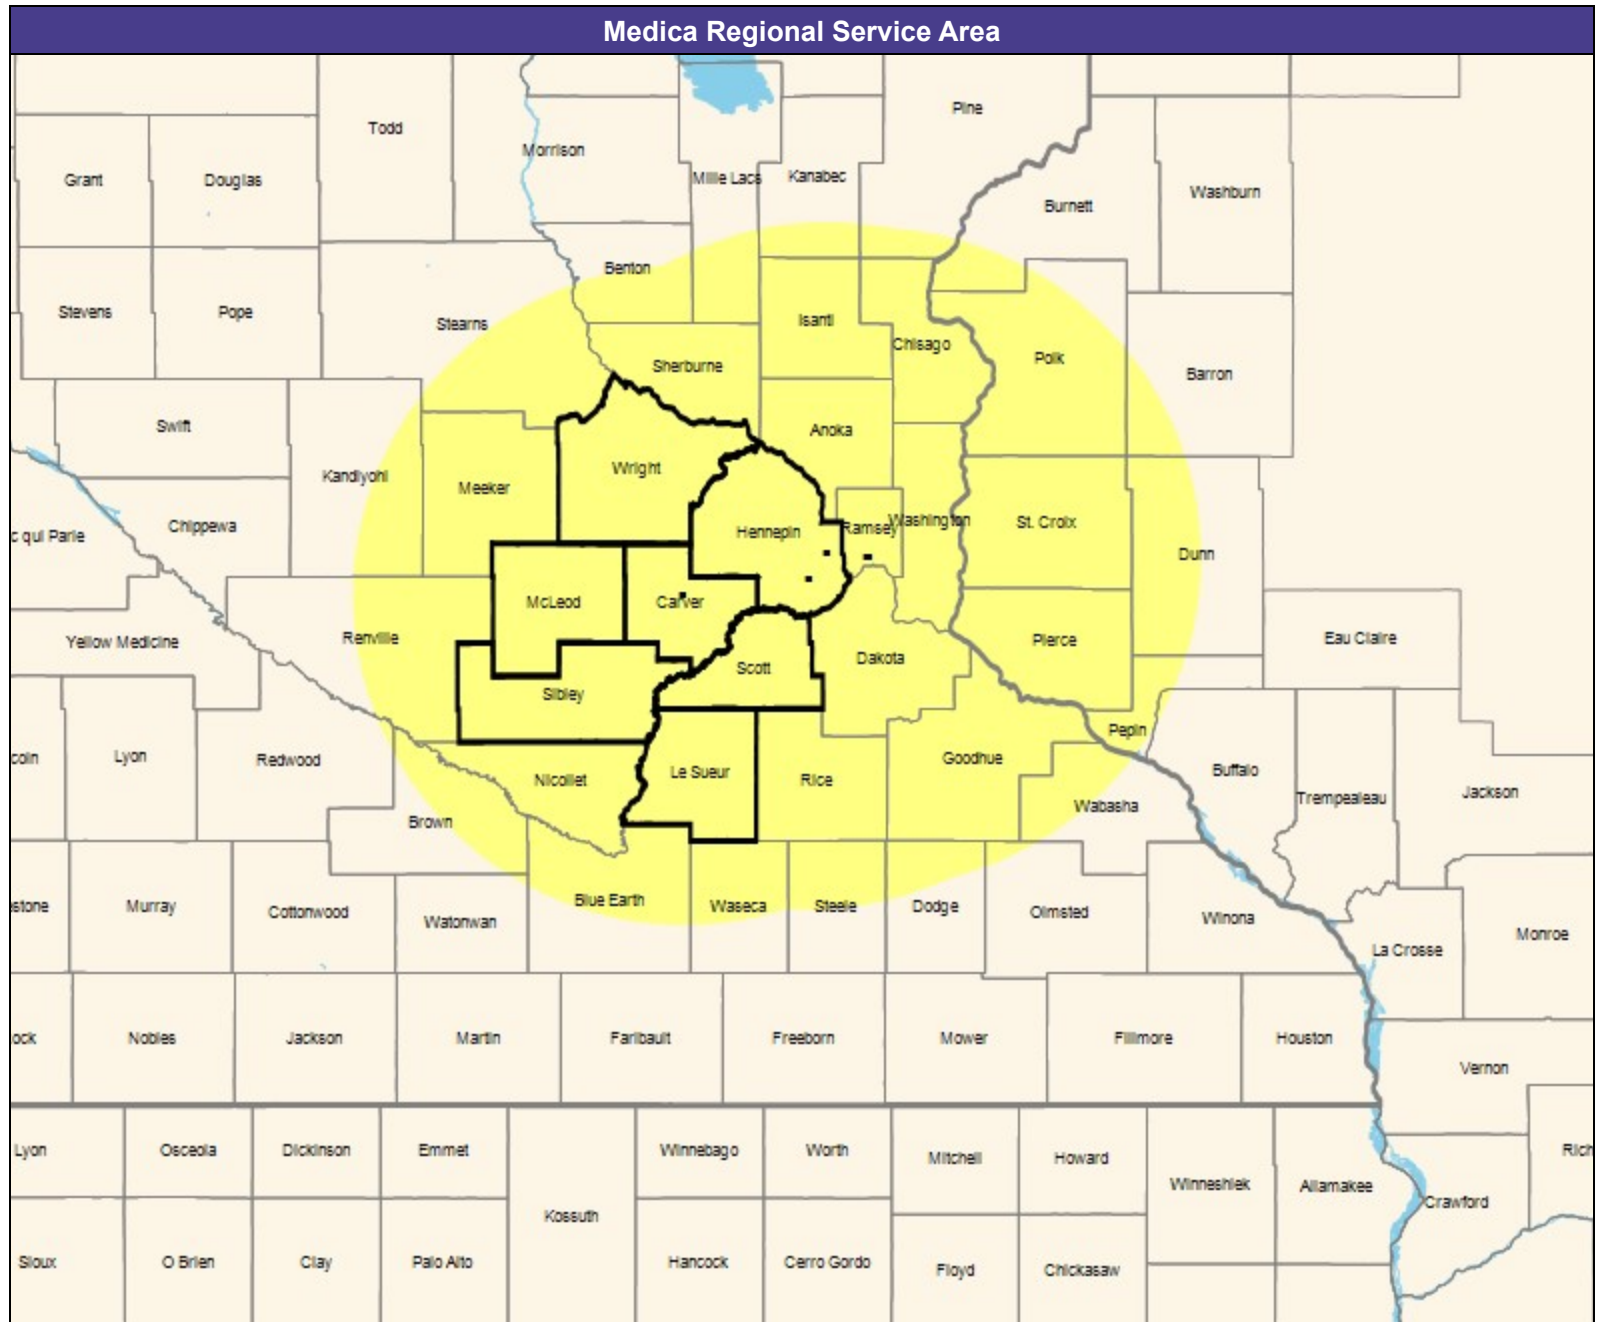 Medica Regional Service Area
Pine
Todd
Morrison
Mille Lacs
Kanabec
Grant
Douglas
Washburn
Burnett
Benton
Stevens
Pope
Stearns
Isanti
Chisago
Polk
Sherburne
Barron
Swift
Anoka
Wright
Kandiyohi
Meeker
Chippewa
Hennepin
Ramsey
Washington
St. Croix
c qui Parle
Dunn
McLeod
Carver
Yellow Medicine
Renville
Pierce
Eau Claire
Dakota
Scott
Sibley
Pepin
coln
Lyon
Redwood
Nicollet
Le Sueur
Rice
Goodhue
Buffalo
Trempealeau
Jackson
Wabasha
Brown
Blue Earth
stone
Murray
Cottonwood
Watonwan
Waseca
Steele
Dodge
Olmsted
Winona
Monroe
La Crosse
ock
Nobles
Jackson
Martin
Faribault
Freeborn
Mower
Fillmore
Houston
Vernon
Lyon
Osceola
Dickinson
Emmet
Winnebago
Worth
Mitchell
Howard
Rich
Winneshiek
Allamakee
Crawford
Kossuth
Sioux
O Brien
Clay
Palo Alto
Hancock
Cerro Gordo
Floyd
Chickasaw